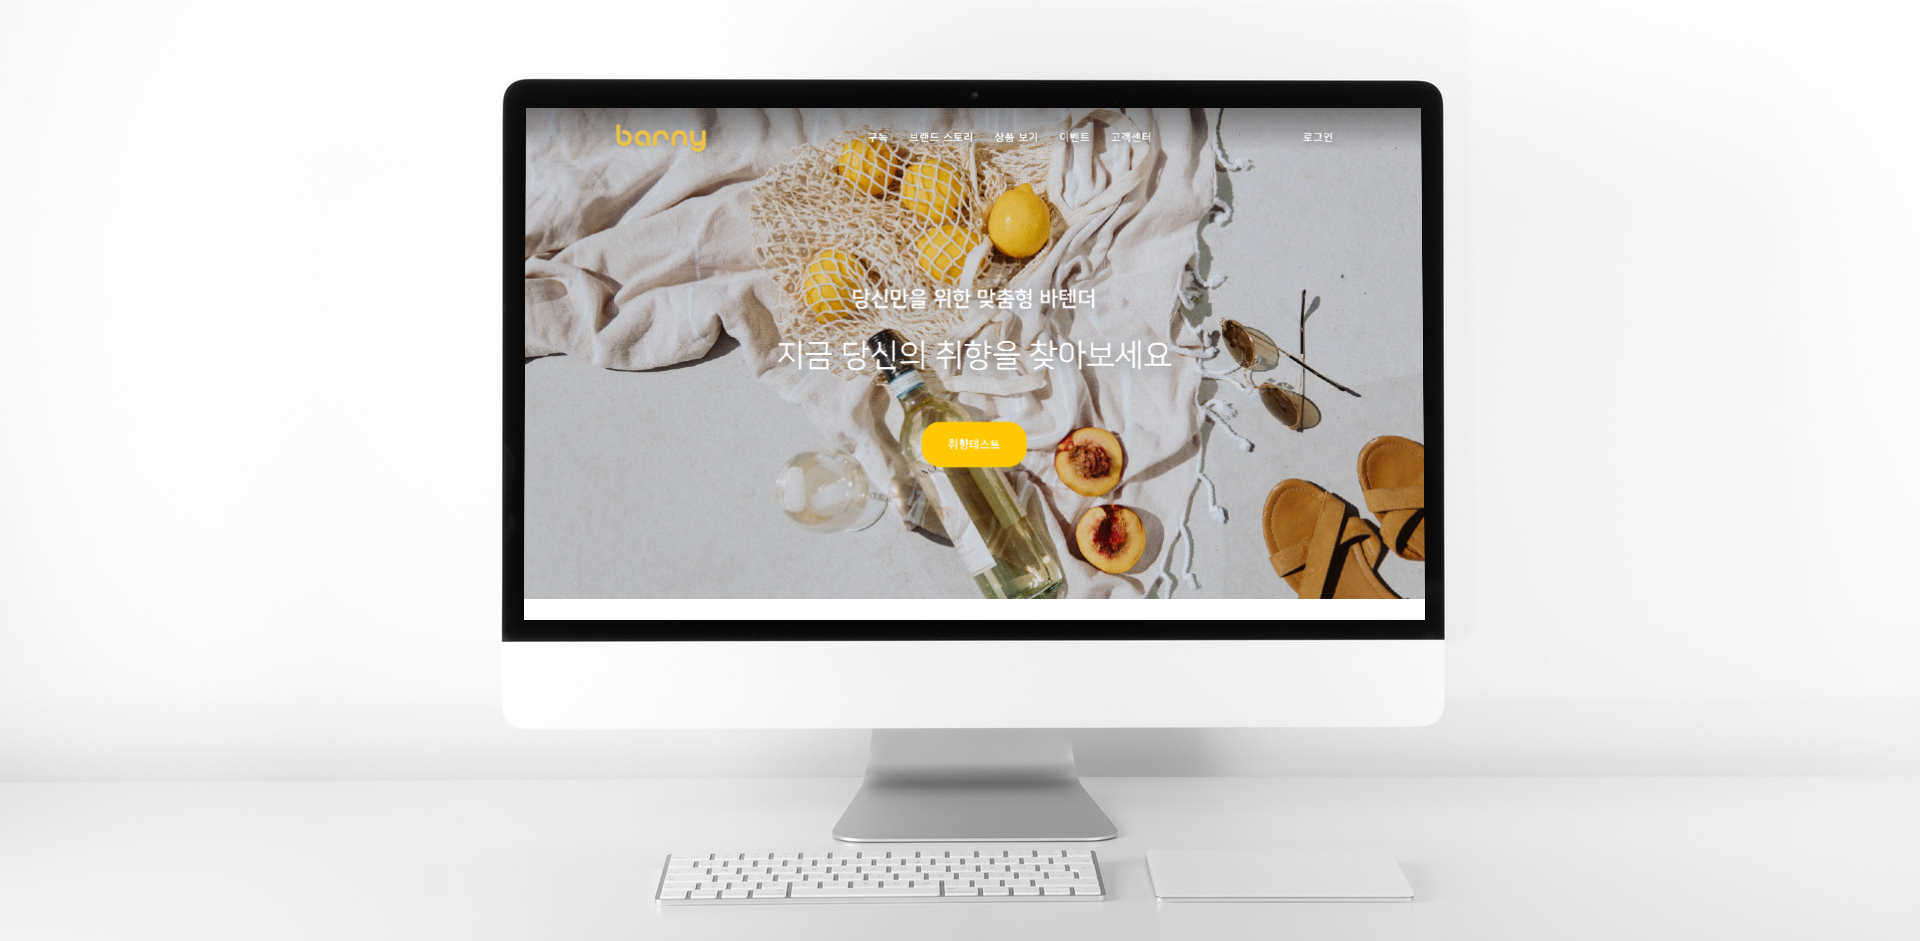 barny 구독 브랜드 스토리 상품 보기 이벤트 고객센터 로그인
당신만을 위한 맞춤형 바텐더
지금 당신의 취향을 찾아보세요
취향테스트